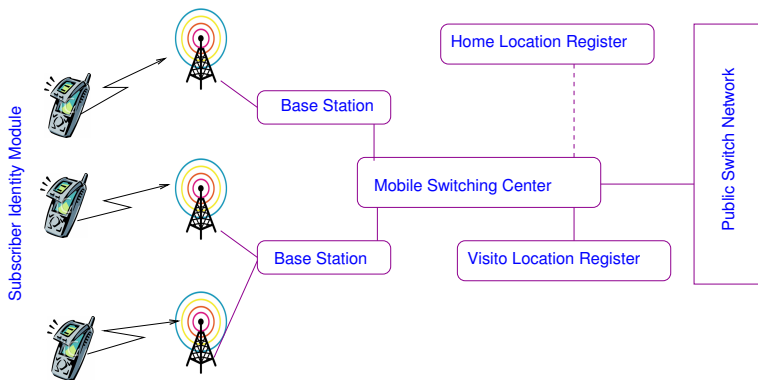 Subscriber Identity Module
Home Location Register
Base Station
Mobile Switching Center
Base Station
Visito Location Register
Public Switch Network